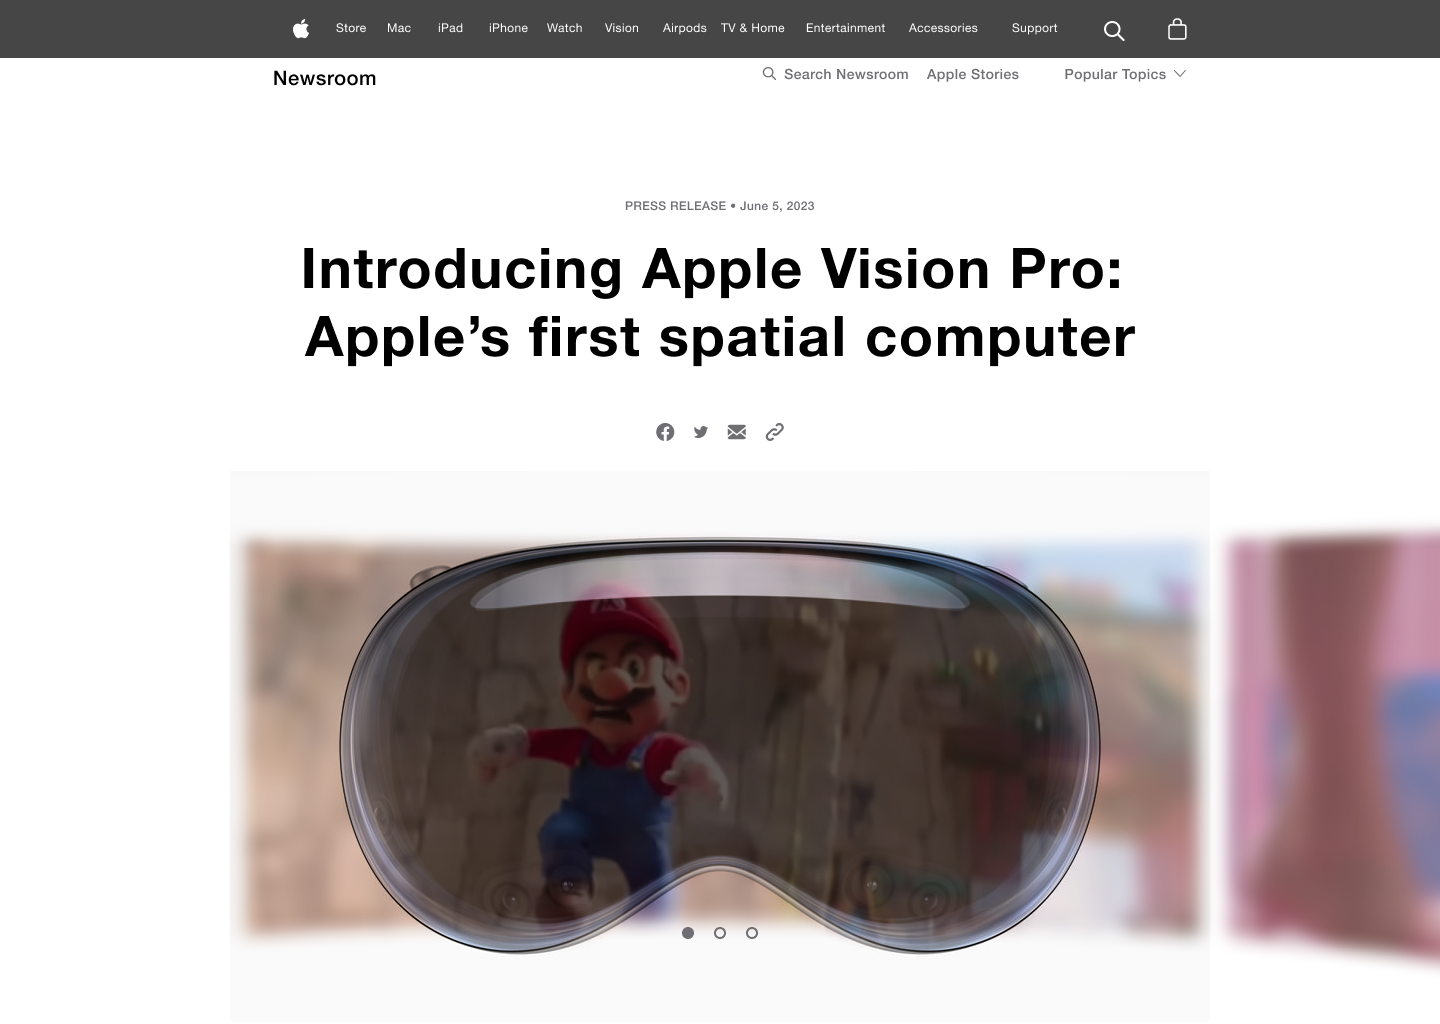 Store Mac iPad iPhone Watch Vision Airpods TV & Home Entertainment Accessories Support
Newsroom
Search Newsroom Apple Stories Popular Topics
PRESS RELEASE • June 5, 2023
Introducing Apple Vision Pro:
Apple’s first spatial computer